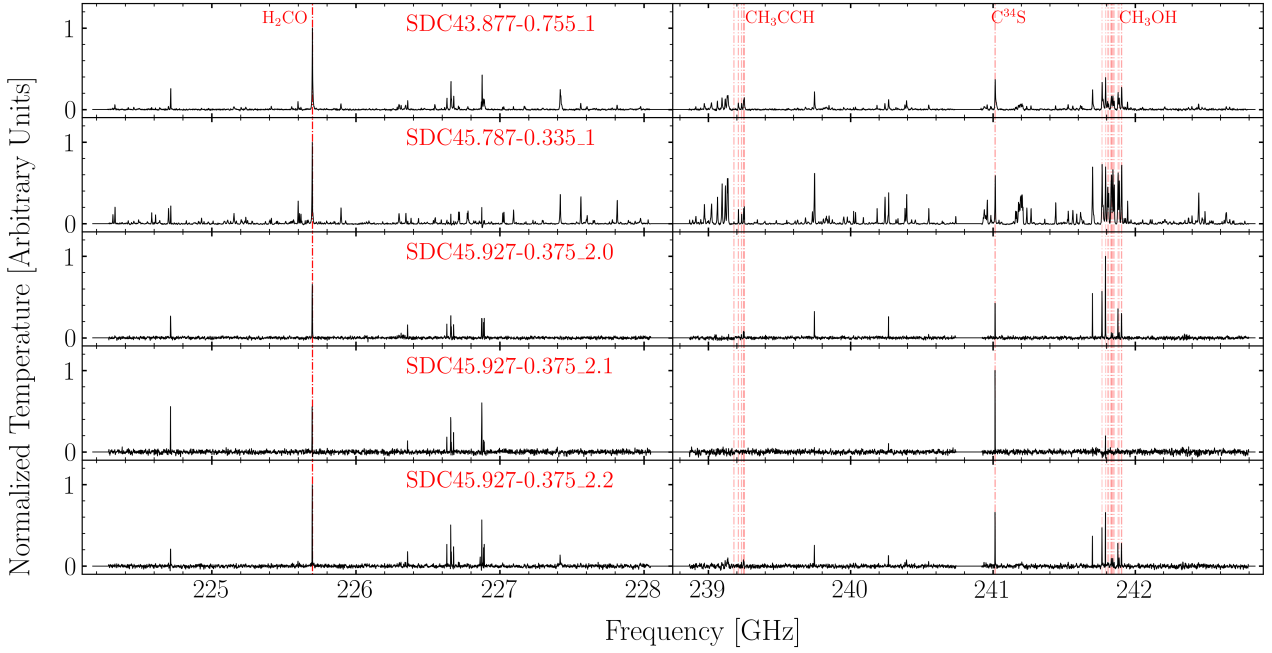 H₂CO
SDC43.877-0.755_1
CH₃CCH
C³⁴S
CH₃OH
1
0
SDC45.787-0.335_1
1
0
SDC45.927-0.375_2.0
1
0
SDC45.927-0.375_2.1
1
0
SDC45.927-0.375_2.2
1
0
225 226 227 228 239 240 241 242
Frequency [GHz]
Normalized Temperature [Arbitrary Units]